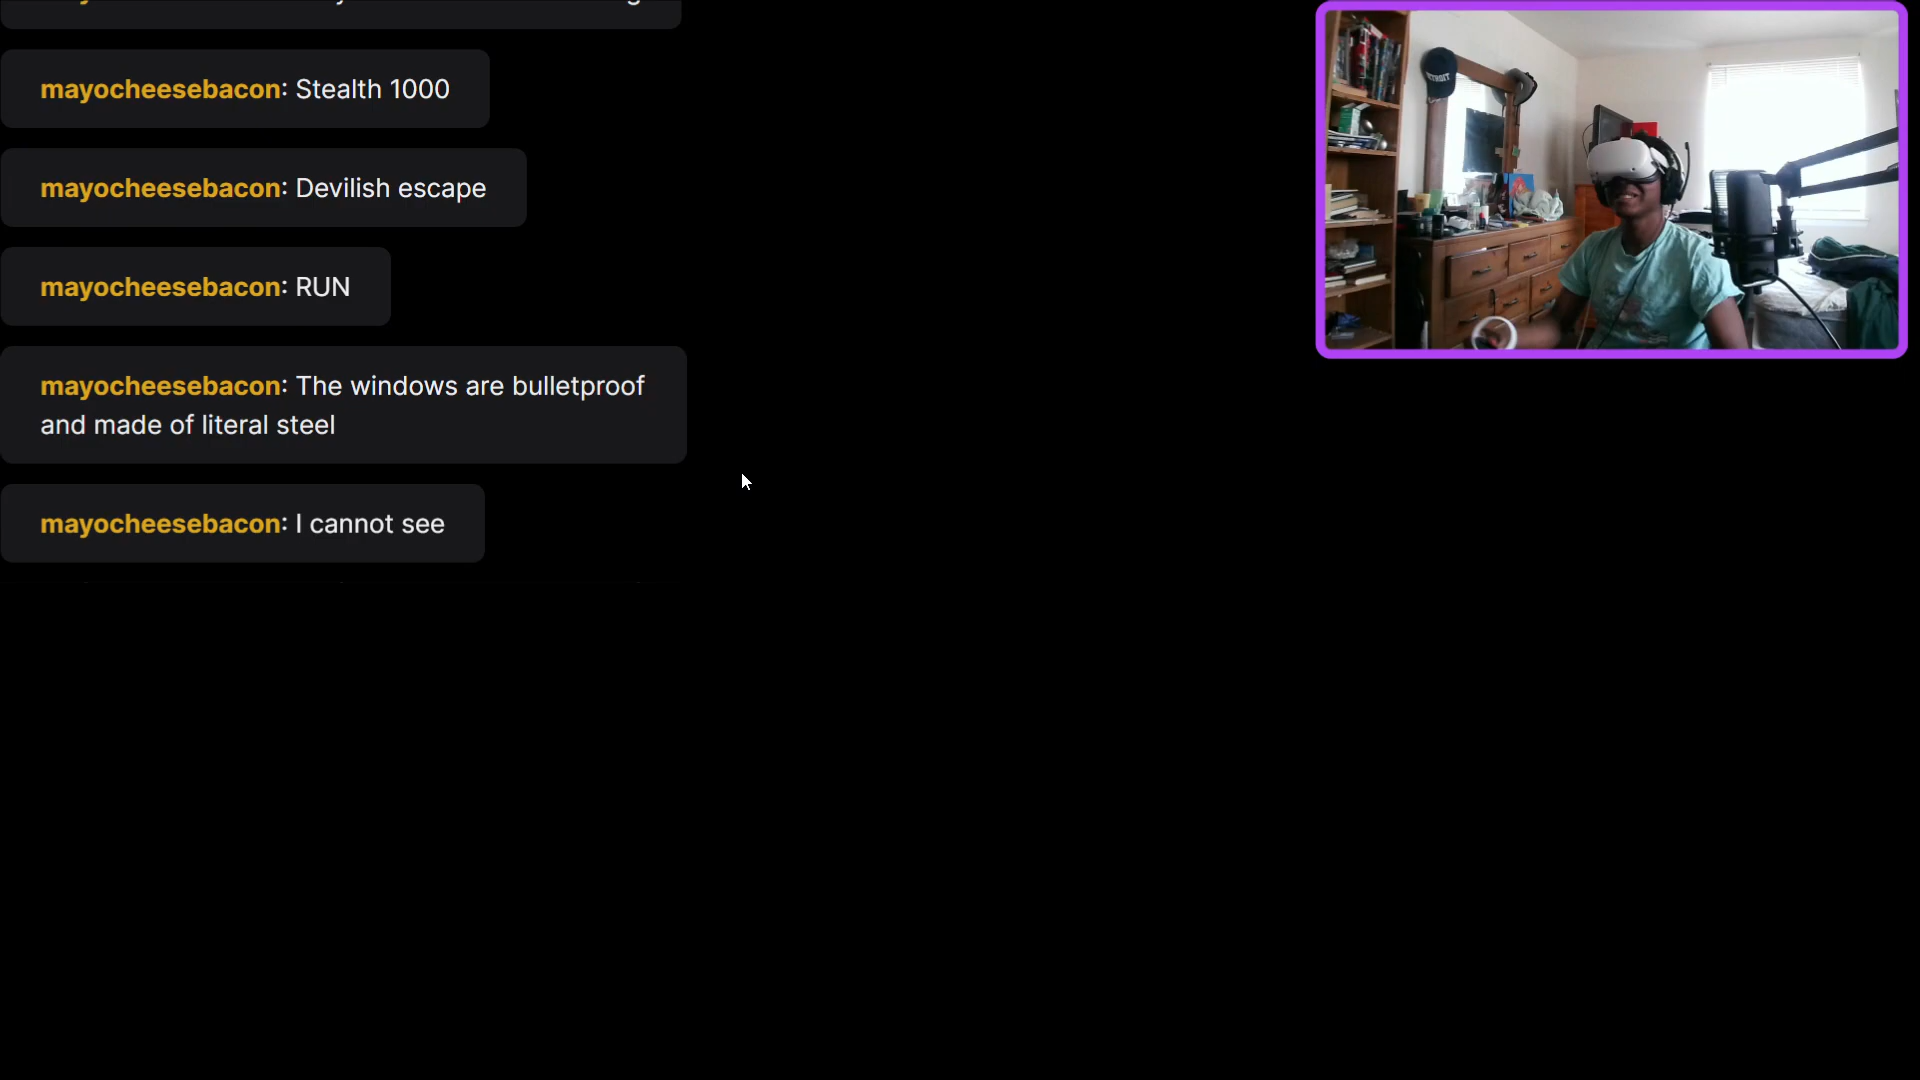 mayocheesebacon: Stealth 1000
mayocheesebacon: Devilish escape
mayocheesebacon: RUN
mayocheesebacon: The windows are bulletproof
and made of literal steel
mayocheesebacon: I cannot see
DETROIT